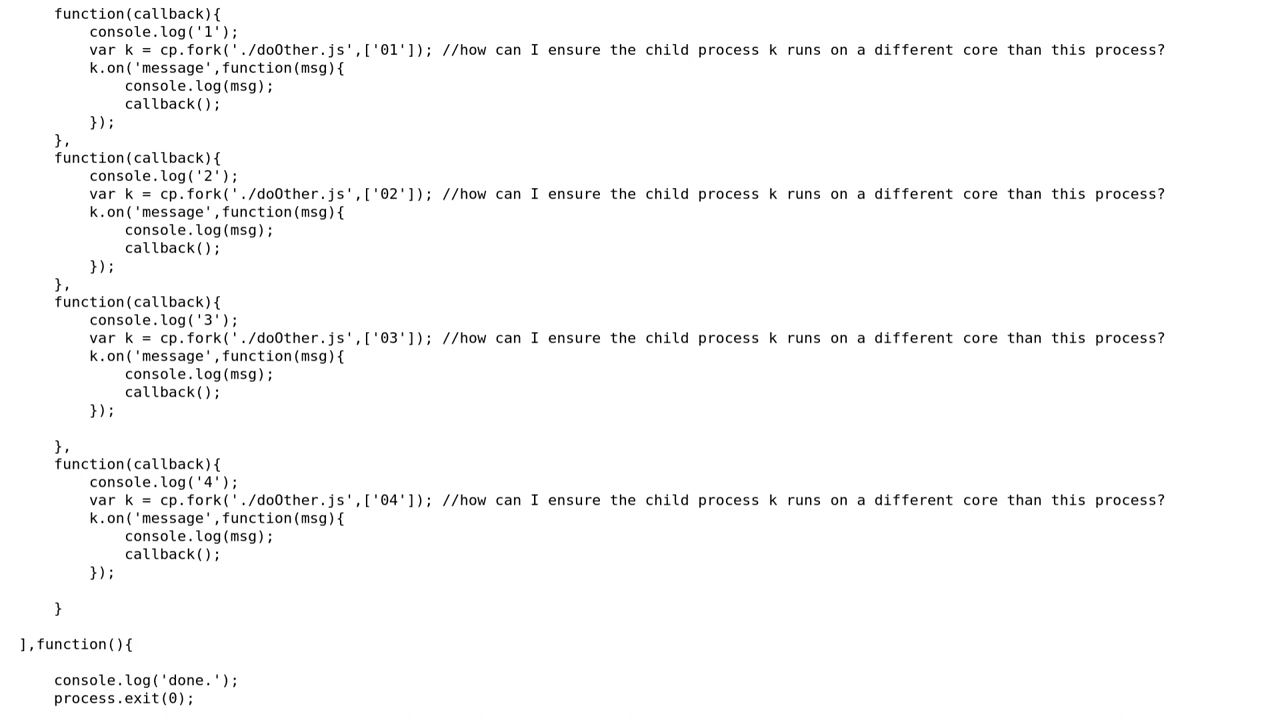 function(callback){
console.log('1');
var k = cp.fork('./doOther.js',['01']); //how can I ensure the child process k runs on a different core than this process?
k.on('message',function(msg){
console.log(msg);
callback();
});
},
function(callback){
console.log('2');
var k = cp.fork('./doOther.js',['02']); //how can I ensure the child process k runs on a different core than this process?
k.on('message',function(msg){
console.log(msg);
callback();
});
},
function(callback){
console.log('3');
var k = cp.fork('./doOther.js',['03']); //how can I ensure the child process k runs on a different core than this process?
k.on('message',function(msg){
console.log(msg);
callback();
});
},
function(callback){
console.log('4');
var k = cp.fork('./doOther.js',['04']); //how can I ensure the child process k runs on a different core than this process?
k.on('message',function(msg){
console.log(msg);
callback();
});
}
],function(){
console.log('done.');
process.exit(0);